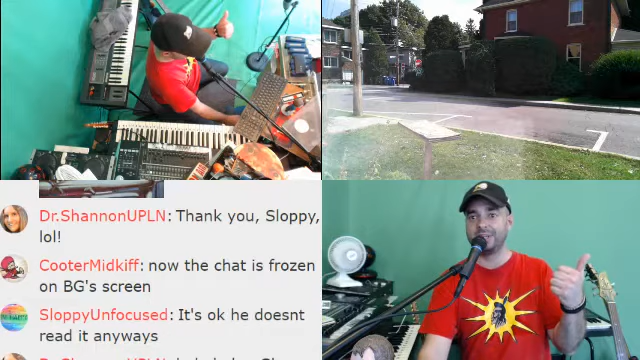 Dr.ShannonUPLN: Thank you, Sloppy,
lol!
CooterMidkiff: now the chat is frozen
on BG's screen
SloppyUnfocused: It's ok he doesnt
read it anyways